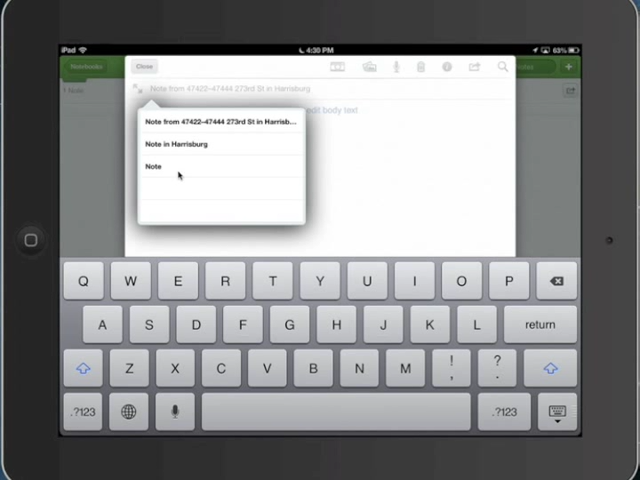 iPad 4:30 PM 63%
Notebooks Close
1 Note Note from 47422–47444 273rd St in Harrisburg
edit body text
Note from 47422–47444 273rd St in Harrisb...
Note in Harrisburg
Note
Q W E R T Y U I O P
A S D F G H J K L return
Z X C V B N M ! , ? .
.?123 .?123